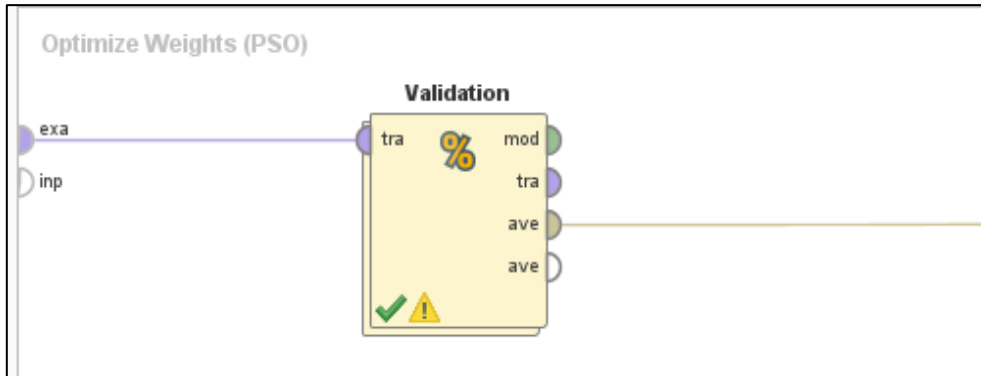 Optimize Weights (PSO)
Validation
exa
tra
%
mod
inp
tra
ave
ave
!